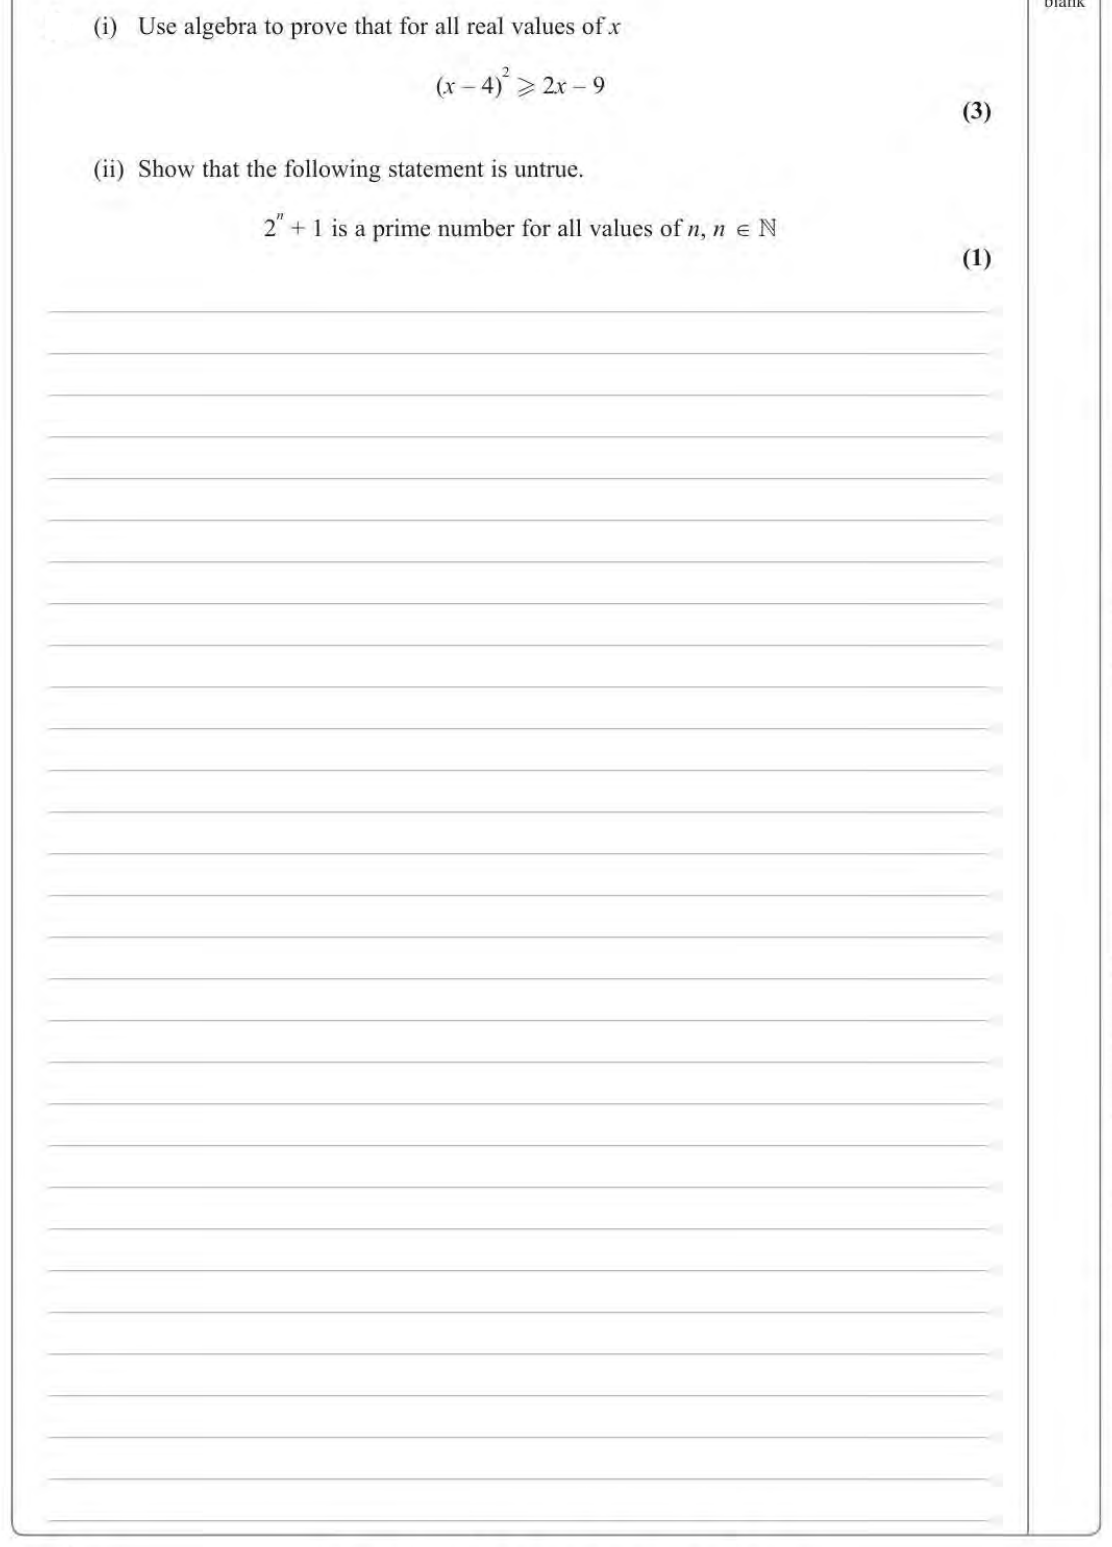 blank
(i) Use algebra to prove that for all real values of x
(x – 4)² ⩾ 2x – 9
(3)
(ii) Show that the following statement is untrue.
2ⁿ + 1 is a prime number for all values of n, n ∈ ℕ
(1)